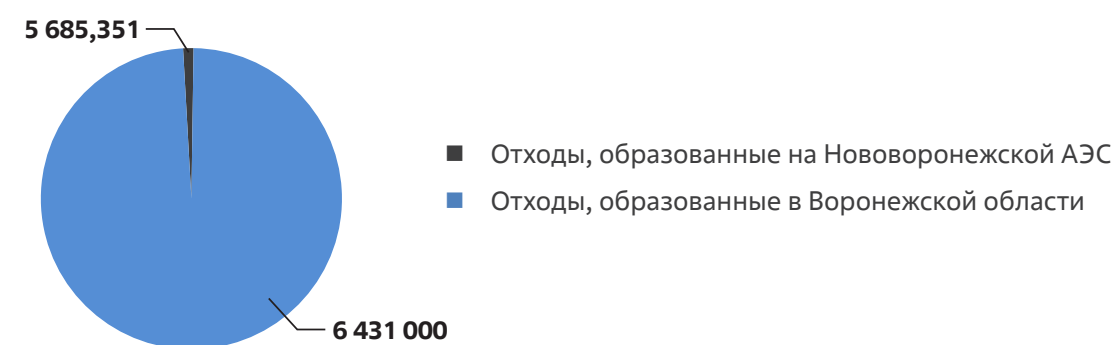 5 685,351
Отходы, образованные на Нововоронежской АЭС
Отходы, образованные в Воронежской области
6 431 000